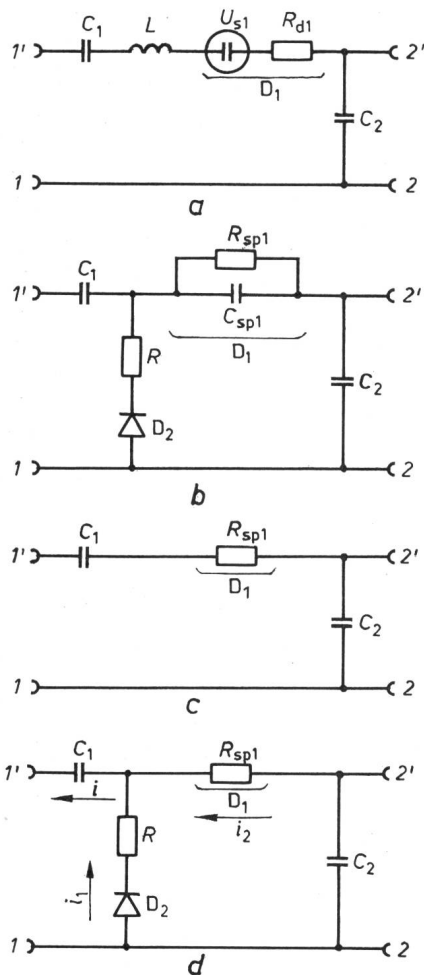 C1 L Us1 Rd1
1' 2'
D1
C2
1 2
a
Rsp1
C1
1' 2'
Csp1
D1
R
C2
D2
1 2
b
C1 Rsp1
1' 2'
D1
C2
1 2
c
C1 Rsp1
1' 2'
i D1
i2
R
C2
i1 D2
1 2
d